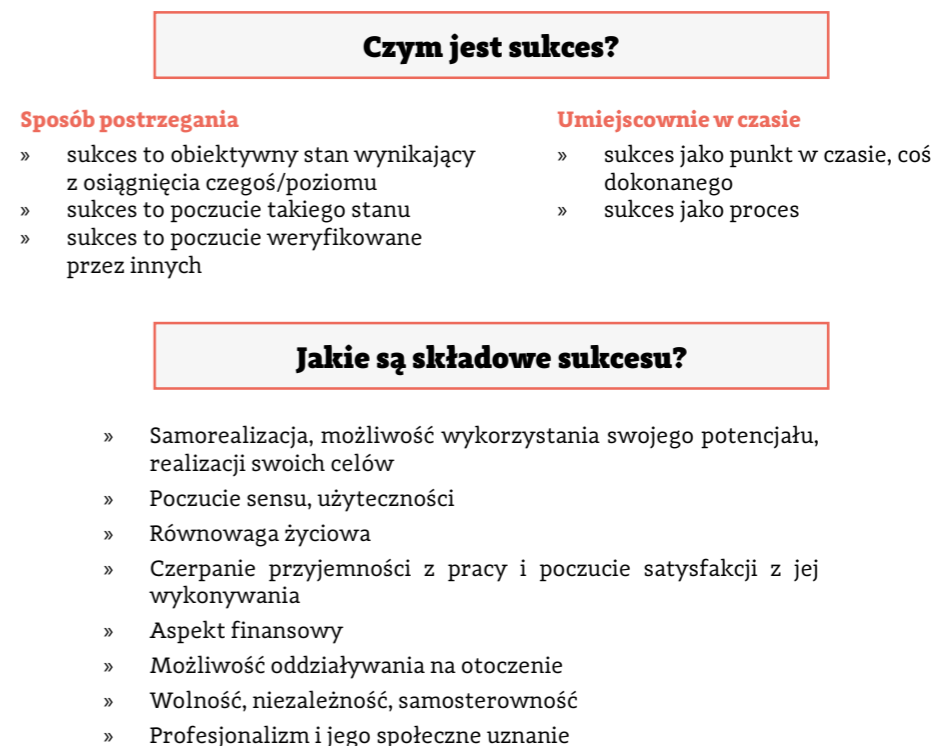 Czym jest sukces?
Sposób postrzegania
» sukces to obiektywny stan wynikający
z osiągnięcia czegoś/poziomu
» sukces to poczucie takiego stanu
» sukces to poczucie weryfikowane
przez innych
Umiejscownie w czasie
» sukces jako punkt w czasie, coś
dokonanego
» sukces jako proces
Jakie są składowe sukcesu?
» Samorealizacja, możliwość wykorzystania swojego potencjału,
realizacji swoich celów
» Poczucie sensu, użyteczności
» Równowaga życiowa
» Czerpanie przyjemności z pracy i poczucie satysfakcji z jej
wykonywania
» Aspekt finansowy
» Możliwość oddziaływania na otoczenie
» Wolność, niezależność, samosterowność
» Profesjonalizm i jego społeczne uznanie